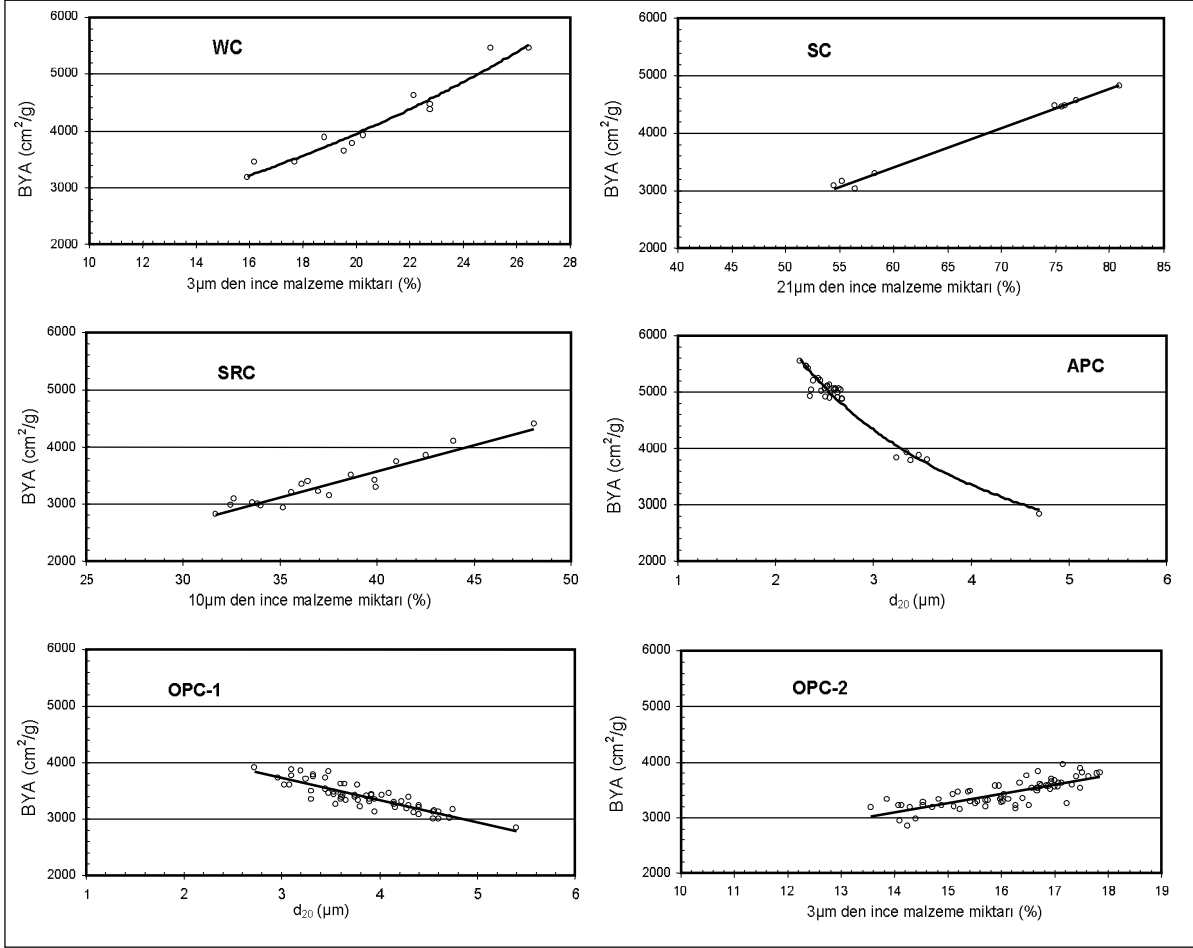 WC
BYA (cm²/g)
6000
5000
4000
3000
2000
10 12 14 16 18 20 22 24 26 28
3µm den ince malzeme miktarı (%)
SC
BYA (cm²/g)
6000
5000
4000
3000
2000
40 45 50 55 60 65 70 75 80 85
21µm den ince malzeme miktarı (%)
SRC
BYA (cm²/g)
6000
5000
4000
3000
2000
25 30 35 40 45 50
10µm den ince malzeme miktarı (%)
APC
BYA (cm²/g)
6000
5000
4000
3000
2000
1 2 3 4 5 6
d₂₀ (µm)
OPC-1
BYA (cm²/g)
6000
5000
4000
3000
2000
1 2 3 4 5 6
d₂₀ (µm)
OPC-2
BYA (cm²/g)
6000
5000
4000
3000
2000
10 11 12 13 14 15 16 17 18 19
3µm den ince malzeme miktarı (%)